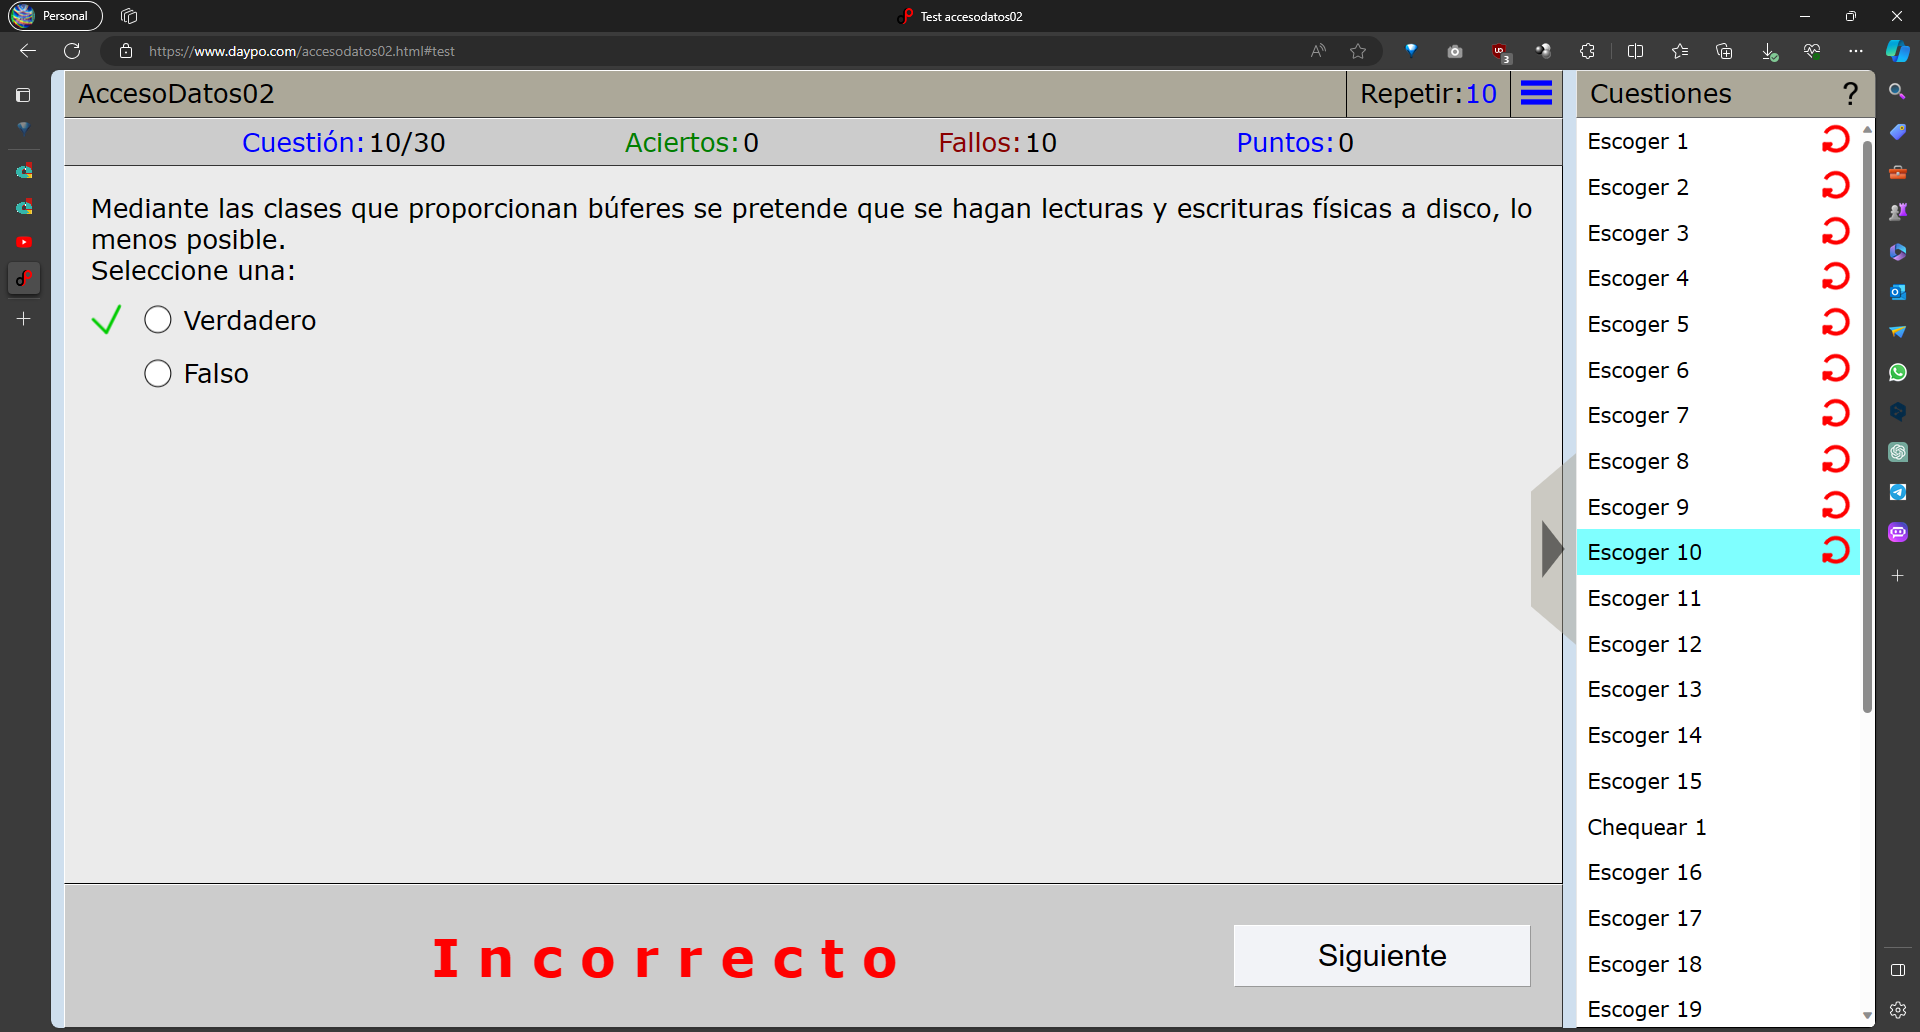 Personal
Test accesodatos02
https://www.daypo.com/accesodatos02.html#test
3
AccesoDatos02
Repetir:10
Cuestiones
?
Cuestión:10/30
Aciertos:0
Fallos:10
Puntos:0
Mediante las clases que proporcionan búferes se pretende que se hagan lecturas y escrituras físicas a disco, lo
menos posible.
Seleccione una:
Verdadero
Falso
Incorrecto
Siguiente
Escoger 1
Escoger 2
Escoger 3
Escoger 4
Escoger 5
Escoger 6
Escoger 7
Escoger 8
Escoger 9
Escoger 10
Escoger 11
Escoger 12
Escoger 13
Escoger 14
Escoger 15
Chequear 1
Escoger 16
Escoger 17
Escoger 18
Escoger 19